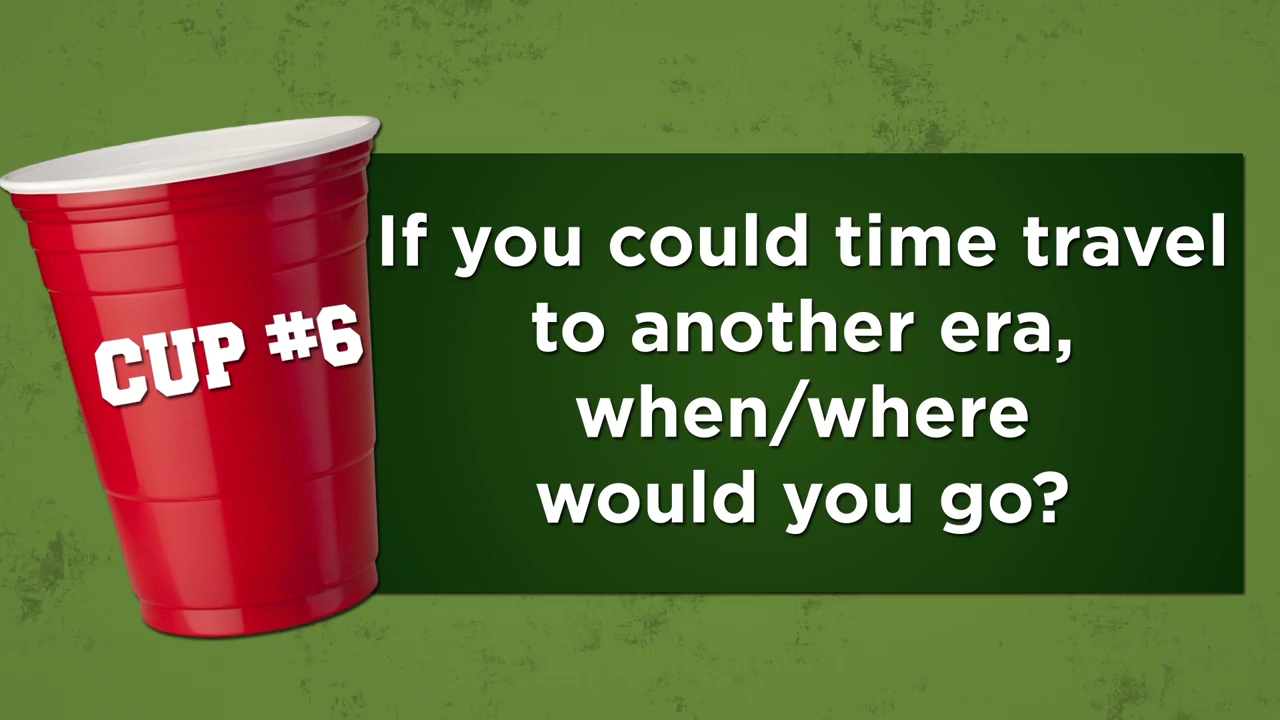 CUP #6
If you could time travel
to another era,
when/where
would you go?